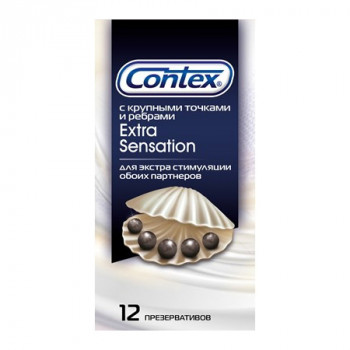 Contex®
с крупными точками
и ребрами
Extra
Sensation
для экстра стимуляции
обоих партнеров
12 презервативов